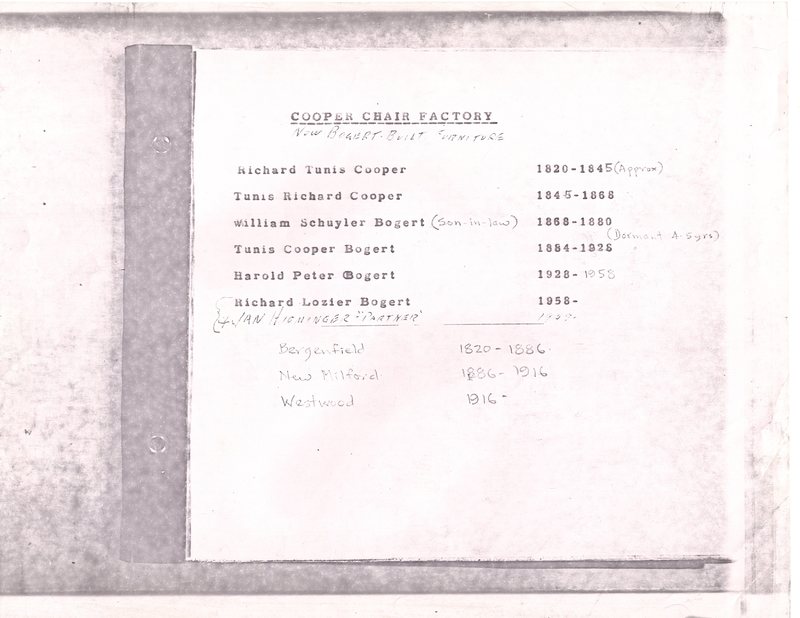 COOPER CHAIR FACTORY
NOW BOGERT-BUILT FURNITURE
Richard Tunis Cooper 1820-1845 (Approx)
Tunis Richard Cooper 1845-1868
William Schuyler Bogert (Son-in-law) 1868-1880
(Dormant 4-5yrs)
Tunis Cooper Bogert 1884-1928
Harold Peter Bogert 1928-1958
Richard Lozier Bogert 1958-
& JAN "PARTNER"
Bergenfield 1820-1886
New Milford 1886-1916
Westwood 1916-